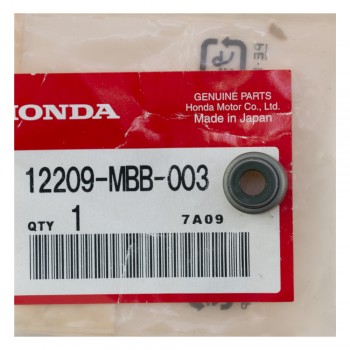 HONDA
GENUINE PARTS
Honda Motor Co., Ltd.
Made in Japan
12209-MBB-003
QTY 1 7A09